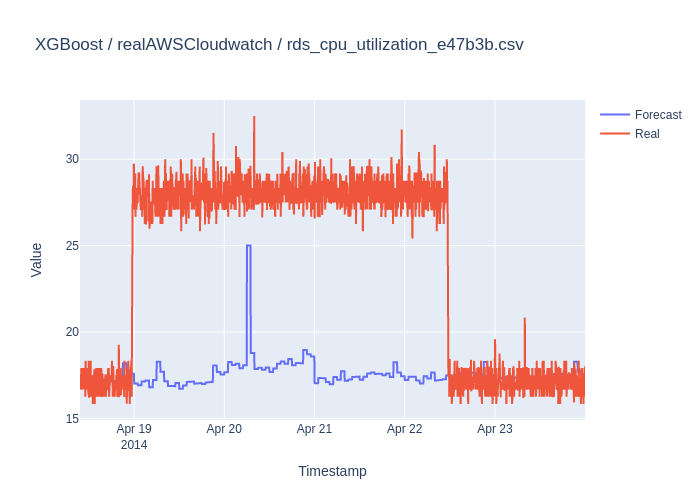 XGBoost / realAWSCloudwatch / rds_cpu_utilization_e47b3b.csv
Forecast
Real
30
25
20
15
Value
Apr 19 Apr 20 Apr 21 Apr 22 Apr 23
2014
Timestamp